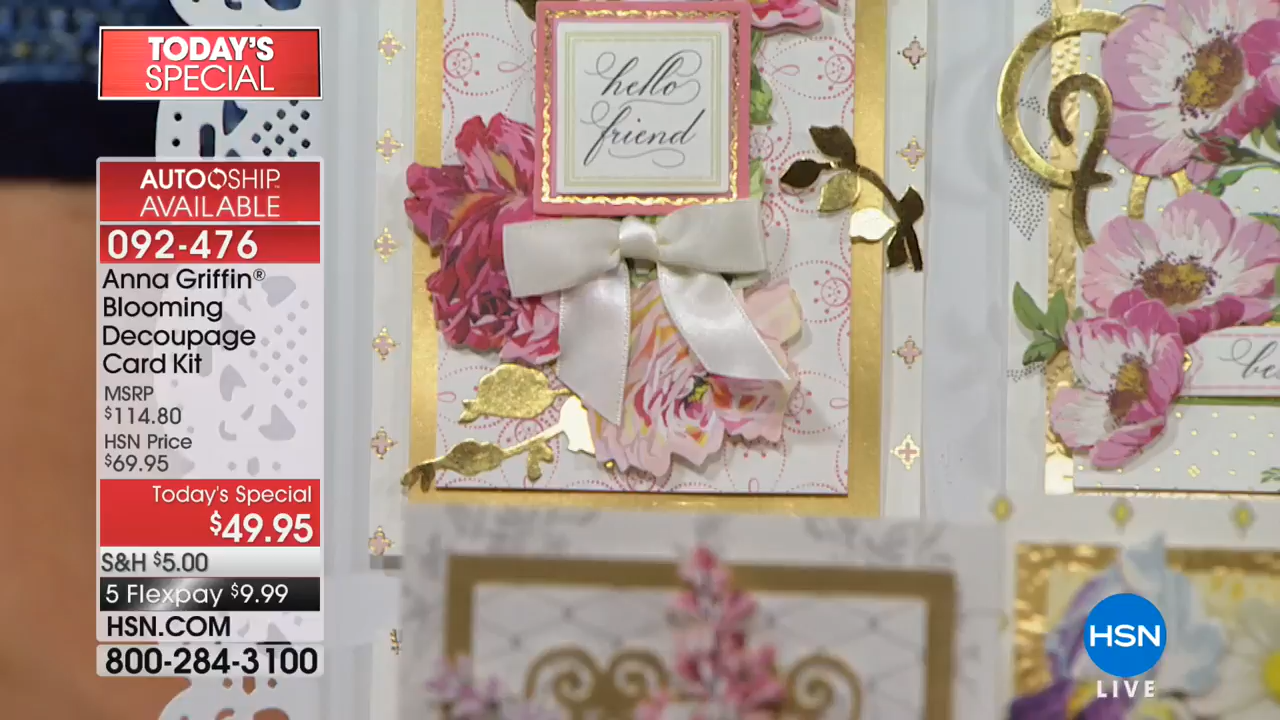 TODAY'S
SPECIAL
AUTOSHIP
AVAILABLE
092-476
Anna Griffin®
Blooming
Decoupage
Card Kit
MSRP
$114.80
HSN Price
$69.95
Today's Special
$49.95
S&H $5.00
5 Flexpay $9.99
HSN.COM
800-284-3100
hello
friend
HSN
LIVE